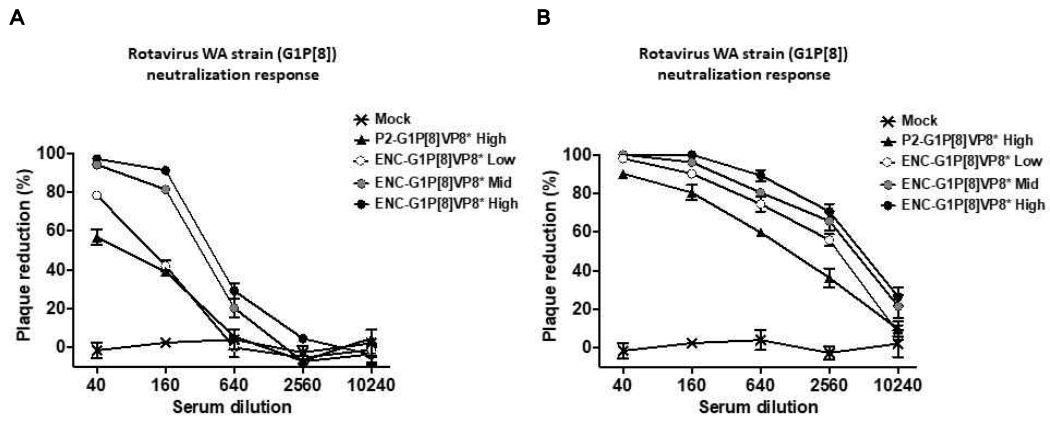 A
Rotavirus WA strain (G1P[8])
neutralization response
Mock
P2-G1P[8]VP8* High
ENC-G1P[8]VP8* Low
ENC-G1P[8]VP8* Mid
ENC-G1P[8]VP8* High
Plaque reduction (%)
100
80
60
40
20
0
40 160 640 2560 10240
Serum dilution
B
Rotavirus WA strain (G1P[8])
neutralization response
Mock
P2-G1P[8]VP8* High
ENC-G1P[8]VP8* Low
ENC-G1P[8]VP8* Mid
ENC-G1P[8]VP8* High
Plaque reduction (%)
100
80
60
40
20
0
40 160 640 2560 10240
Serum dilution